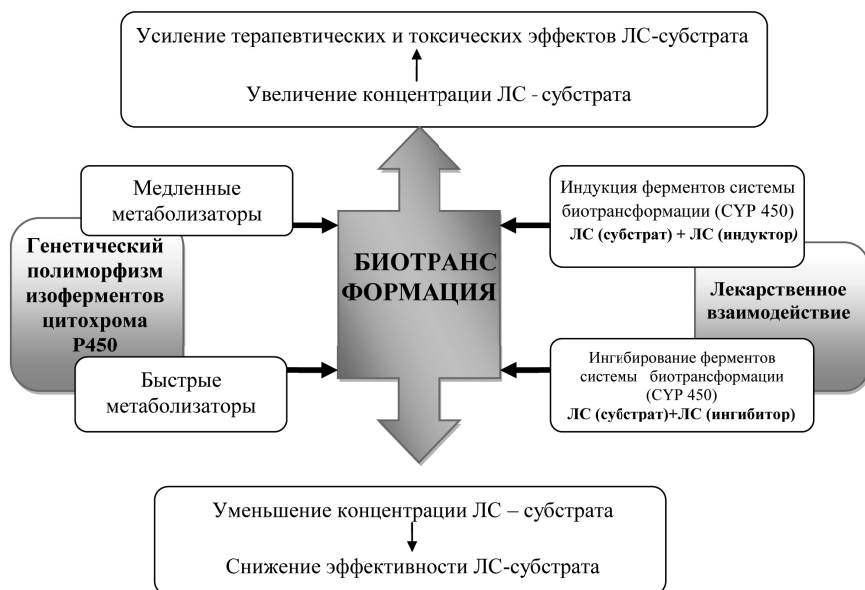 Усиление терапевтических и токсических эффектов ЛС-субстрата
Увеличение концентрации ЛС - субстрата
Медленные
метаболизаторы
Генетический
полиморфизм
изоферментов
цитохрома
Р450
Быстрые
метаболизаторы
БИОТРАНС
ФОРМАЦИЯ
Индукция ферментов системы
биотрансформации (CYP 450)
ЛС (субстрат) + ЛС (индуктор)
Лекарственное
взаимодействие
Ингибирование ферментов
системы биотрансформации
(CYP 450)
ЛС (субстрат)+ЛС (ингибитор)
Уменьшение концентрации ЛС – субстрата
Снижение эффективности ЛС-субстрата